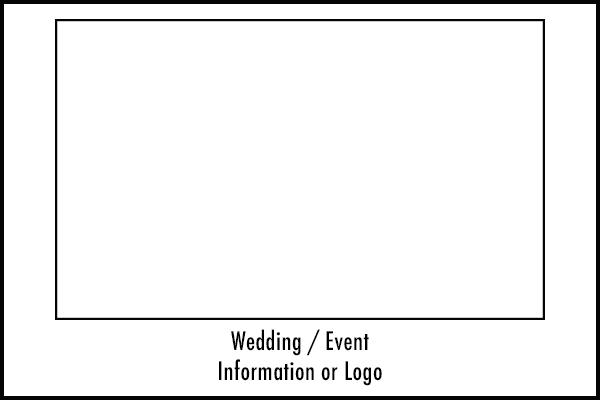 Wedding / Event
Information or Logo